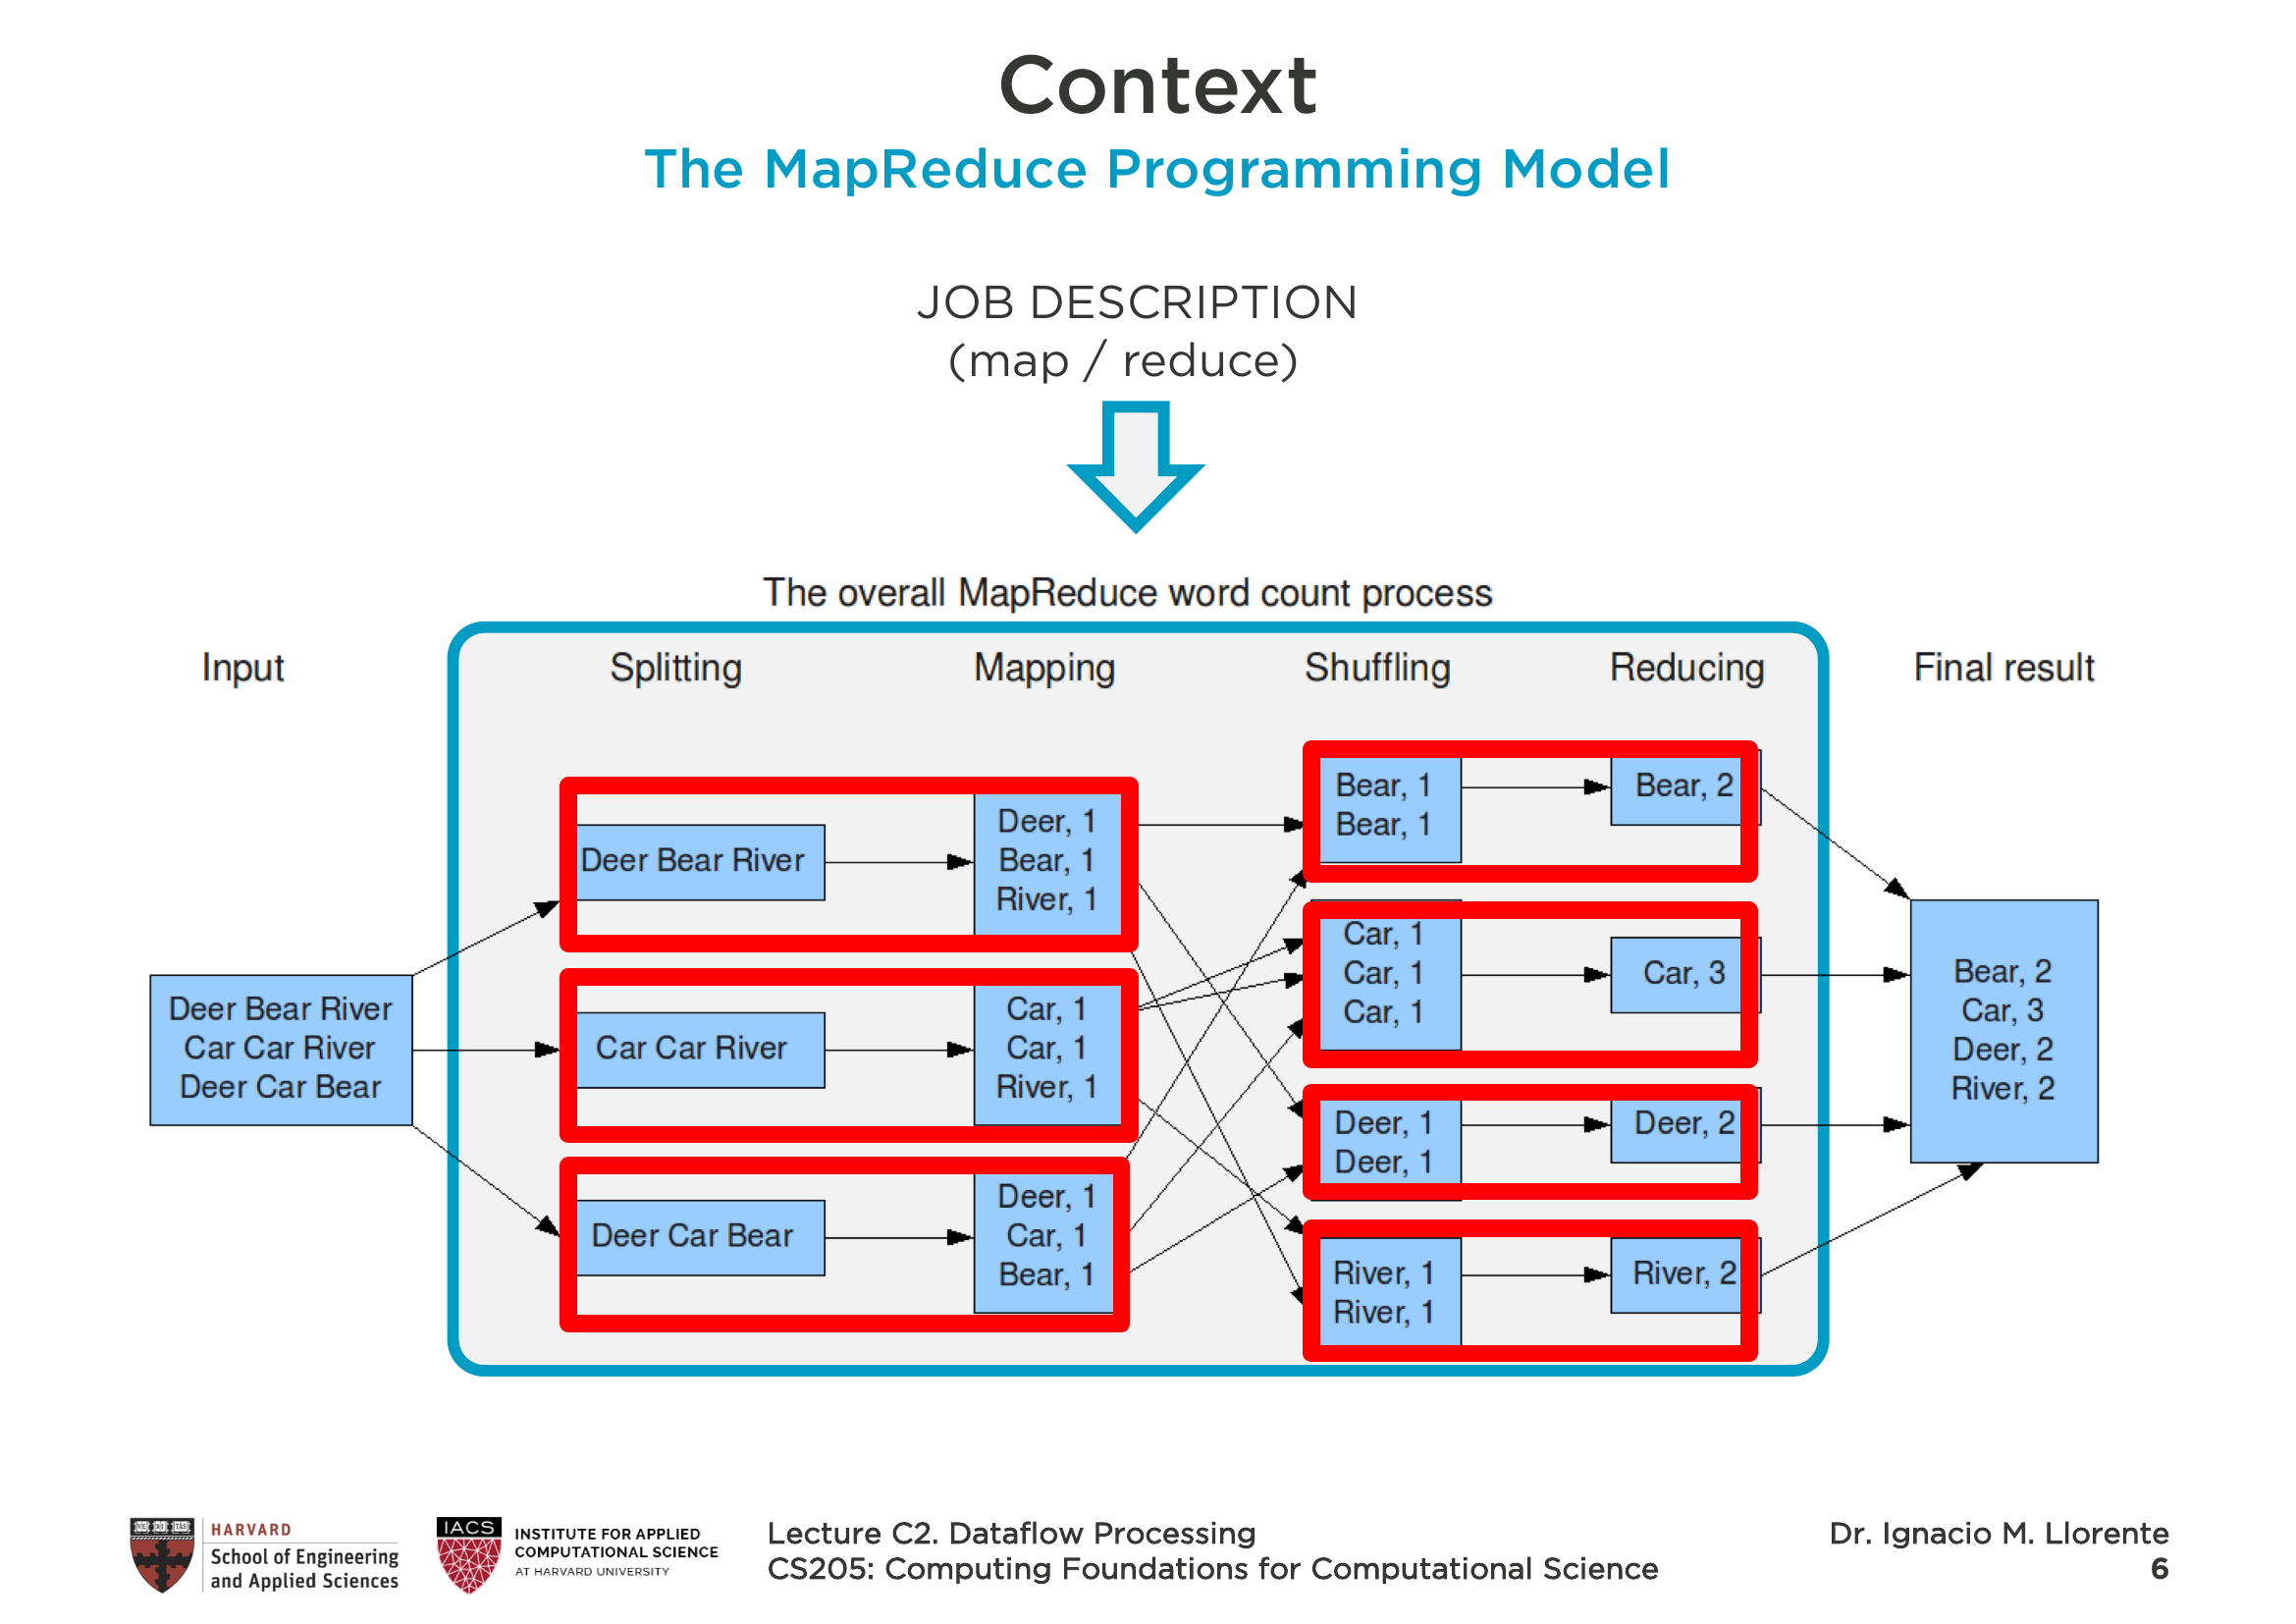 Context
The MapReduce Programming Model
JOB DESCRIPTION
(map / reduce)
The overall MapReduce word count process
Input
Splitting
Mapping
Shuffling
Reducing
Final result
Deer Bear River
Car Car River
Deer Car Bear
Deer Bear River
Car Car River
Deer Car Bear
Deer, 1
Bear, 1
River, 1
Car, 1
Car, 1
River, 1
Deer, 1
Car, 1
Bear, 1
Bear, 1
Bear, 1
Car, 1
Car, 1
Car, 1
Deer, 1
Deer, 1
River, 1
River, 1
Bear, 2
Car, 3
Deer, 2
River, 2
Bear, 2
Car, 3
Deer, 2
River, 2
HARVARD
School of Engineering
and Applied Sciences
IACS
INSTITUTE FOR APPLIED
COMPUTATIONAL SCIENCE
AT HARVARD UNIVERSITY
Lecture C2. Dataflow Processing
CS205: Computing Foundations for Computational Science
Dr. Ignacio M. Llorente
6